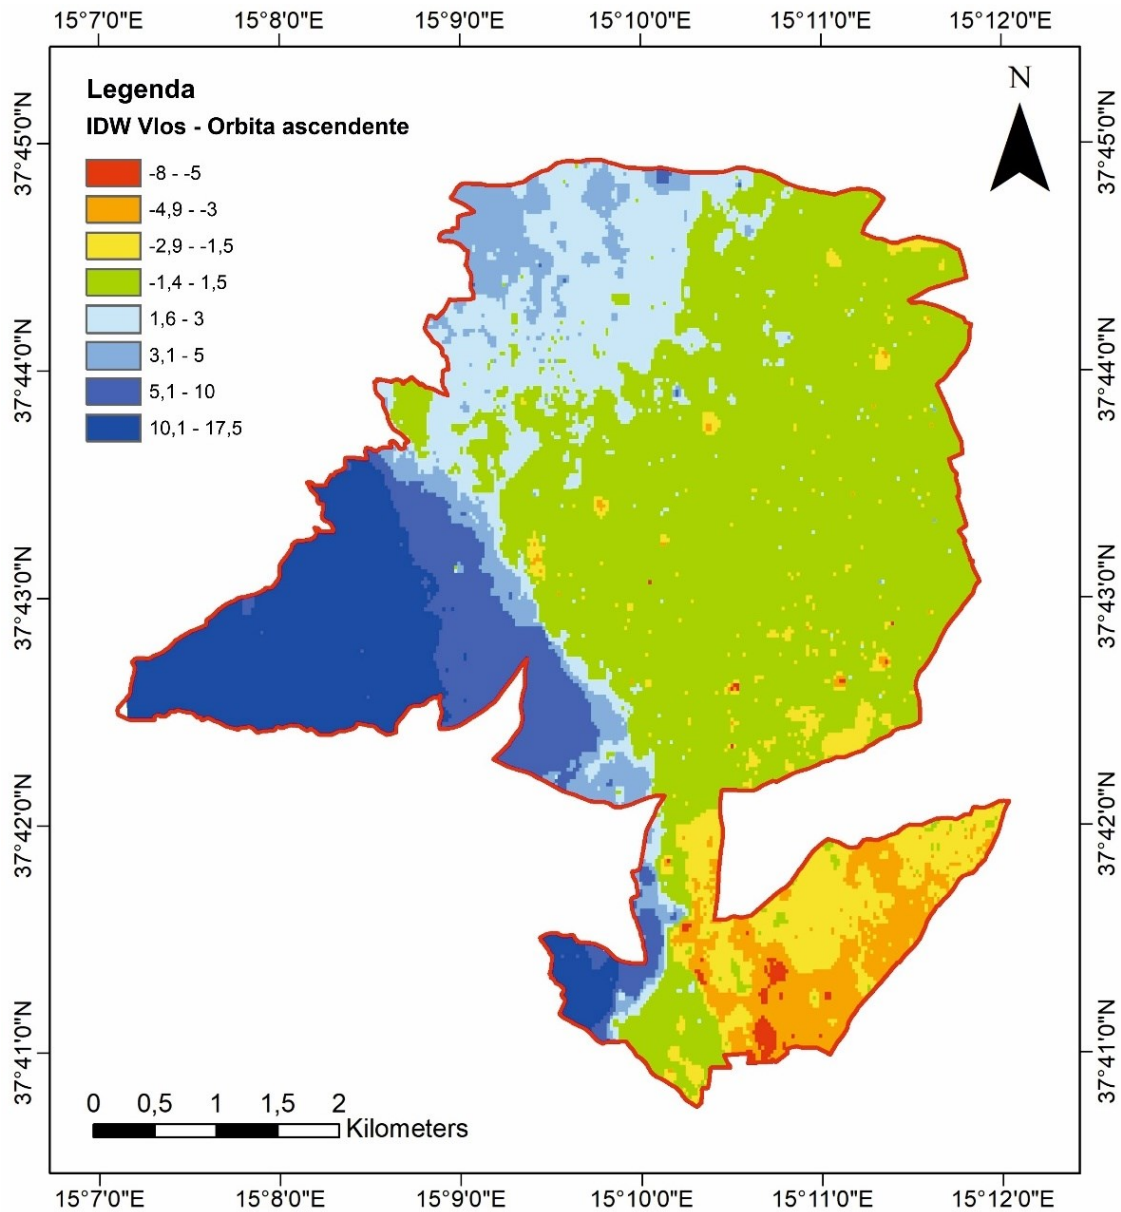 15°7'0"E 15°8'0"E 15°9'0"E 15°10'0"E 15°11'0"E 15°12'0"E
N
Legenda
IDW Vlos - Orbita ascendente
-8 - -5
-4,9 - -3
-2,9 - -1,5
-1,4 - 1,5
1,6 - 3
3,1 - 5
5,1 - 10
10,1 - 17,5
37°45'0"N 37°45'0"N
37°44'0"N 37°44'0"N
37°43'0"N 37°43'0"N
37°42'0"N 37°42'0"N
37°41'0"N 37°41'0"N
0 0,5 1 1,5 2
Kilometers
15°7'0"E 15°8'0"E 15°9'0"E 15°10'0"E 15°11'0"E 15°12'0"E